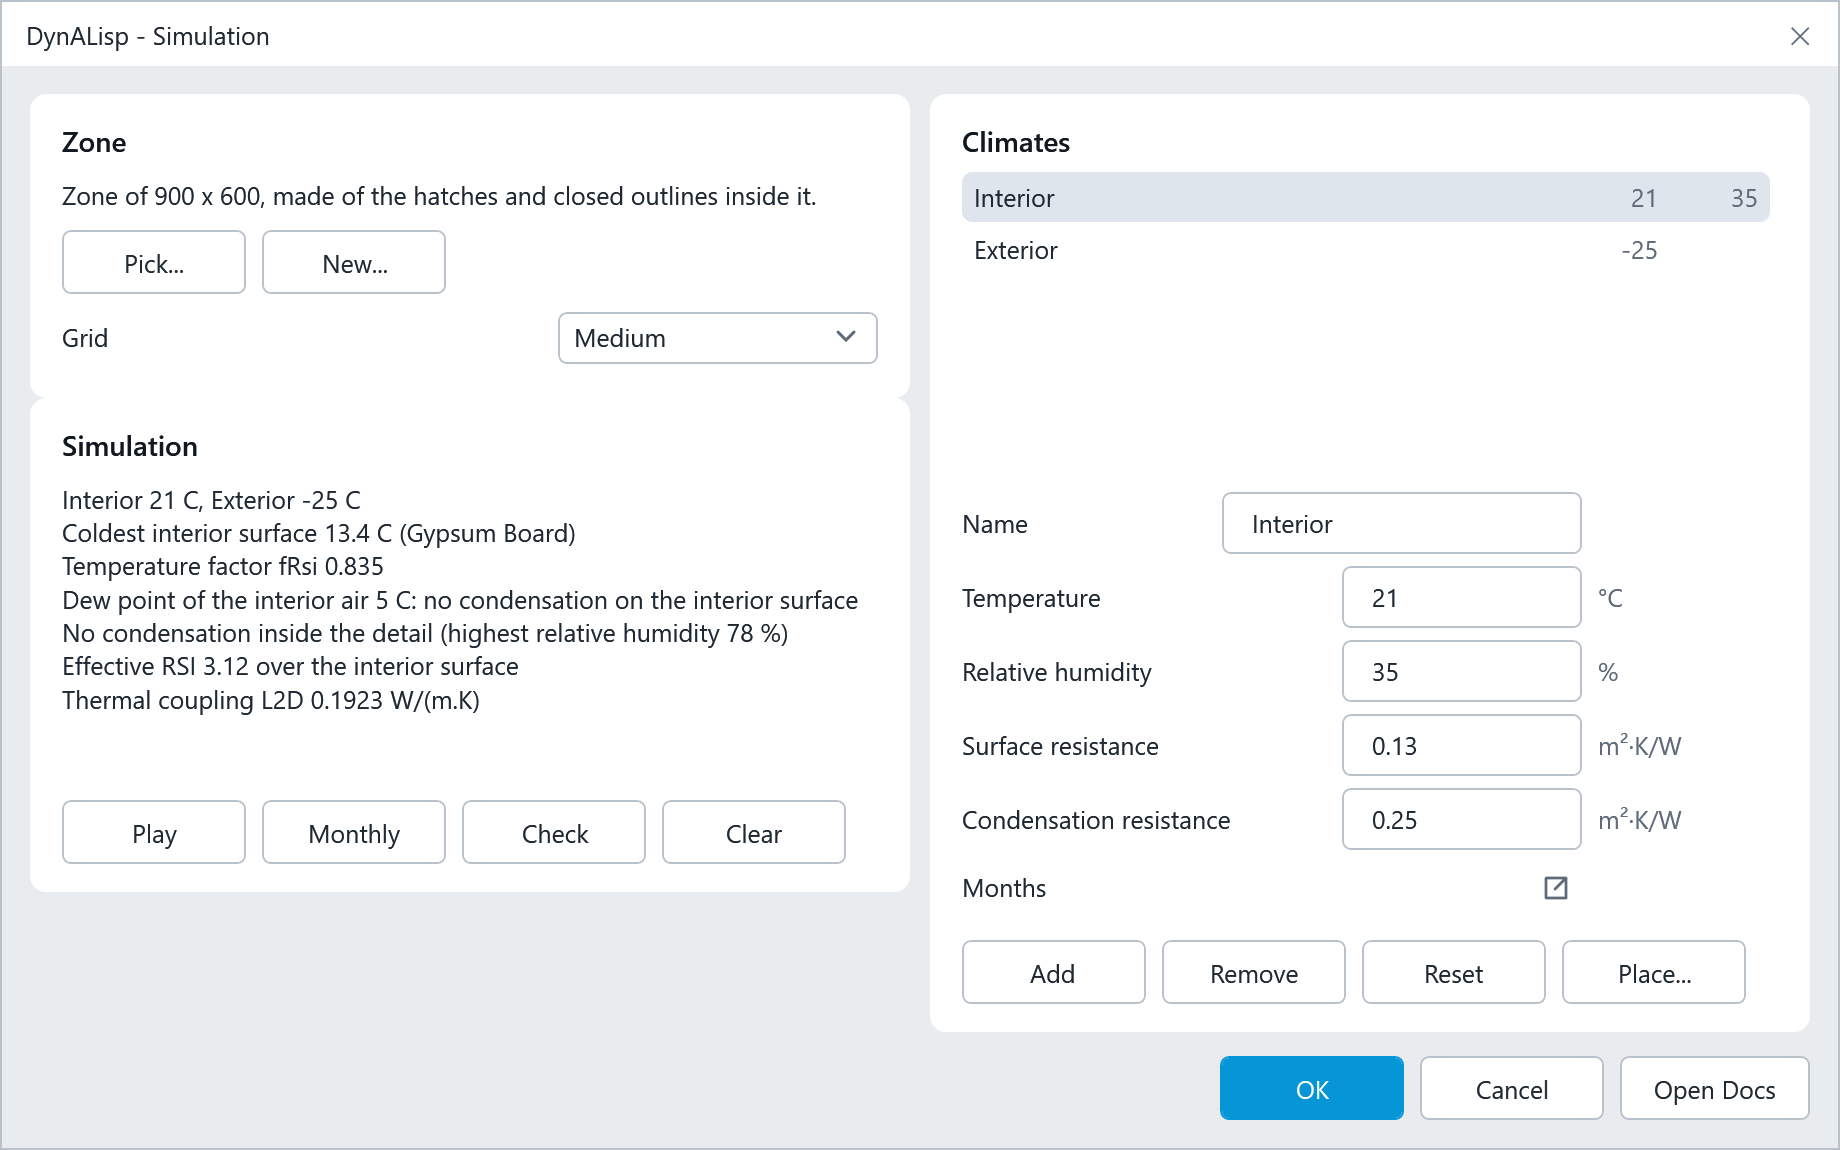 DynALisp - Simulation
Zone
Zone of 900 x 600, made of the hatches and closed outlines inside it.
Pick...
New...
Grid
Medium
Simulation
Interior 21 C, Exterior -25 C
Coldest interior surface 13.4 C (Gypsum Board)
Temperature factor fRsi 0.835
Dew point of the interior air 5 C: no condensation on the interior surface
No condensation inside the detail (highest relative humidity 78 %)
Effective RSI 3.12 over the interior surface
Thermal coupling L2D 0.1923 W/(m.K)
Play
Monthly
Check
Clear
Climates
Interior 21 35
Exterior -25
Name Interior
Temperature 21 °C
Relative humidity 35 %
Surface resistance 0.13 m²·K/W
Condensation resistance 0.25 m²·K/W
Months
Add
Remove
Reset
Place...
OK
Cancel
Open Docs